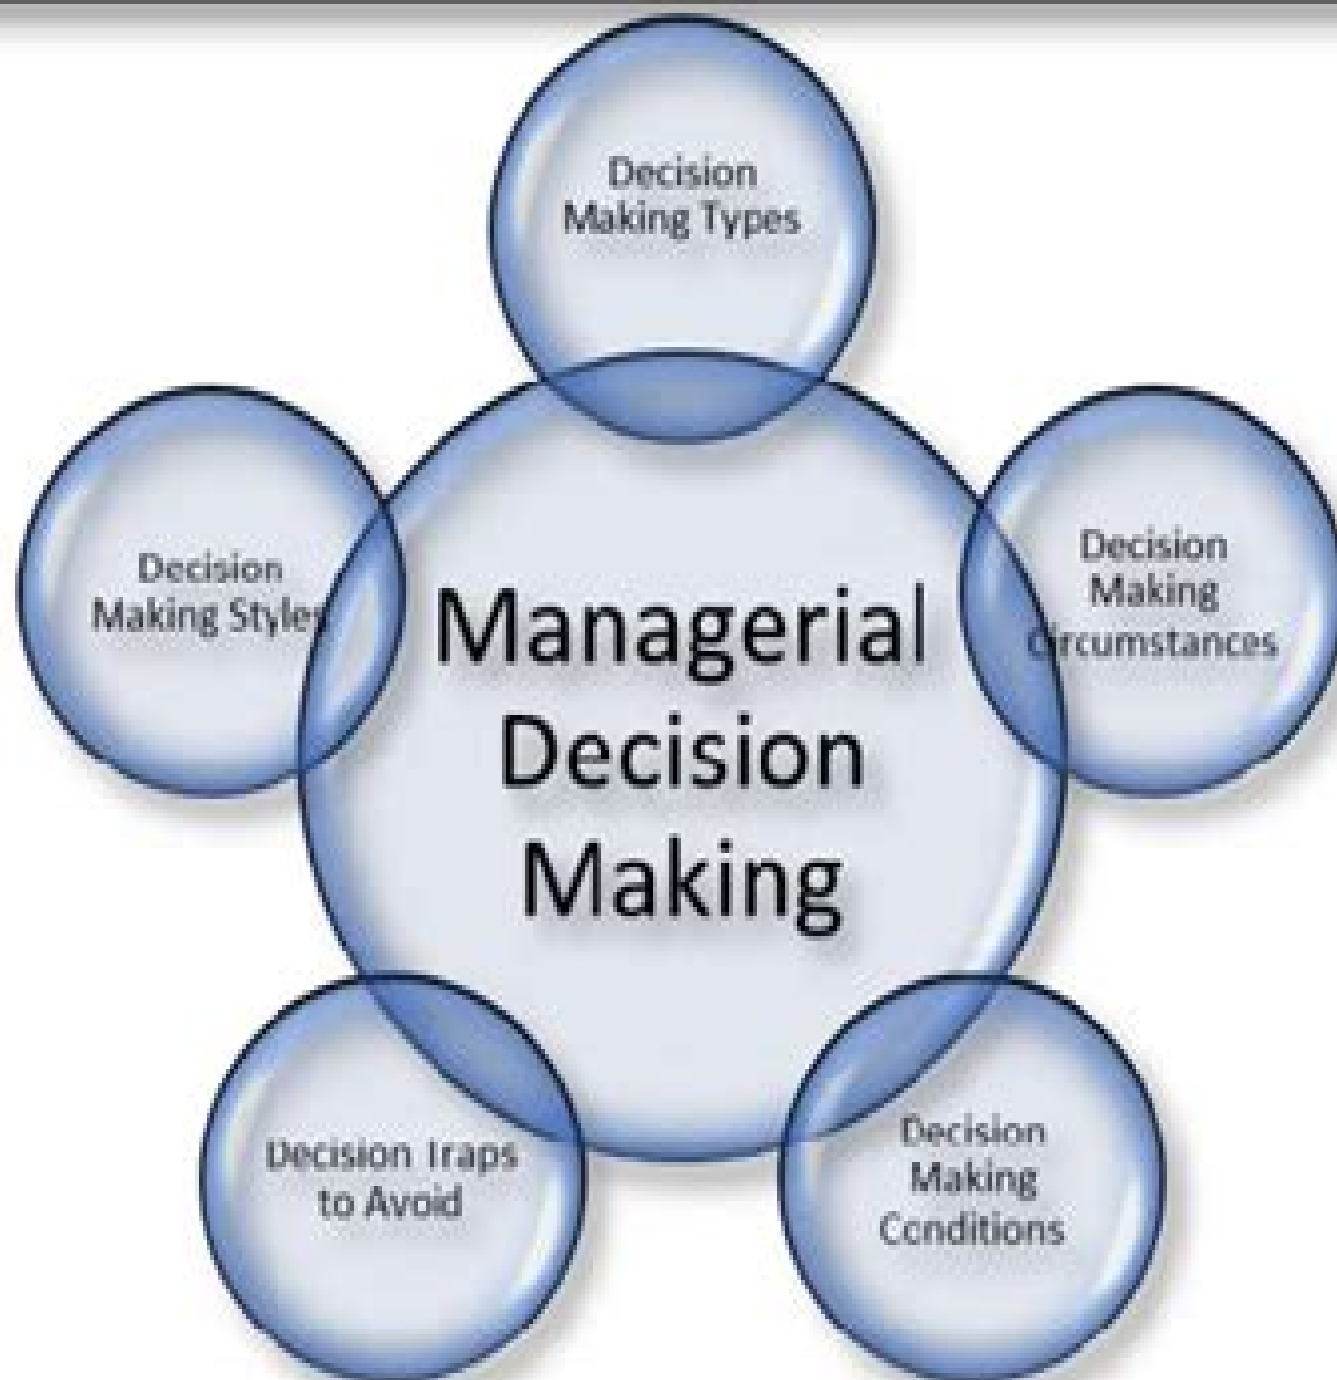 Decision
Making Types
Decision
Making Styles
Decision
Making
Circumstances
Managerial
Decision
Making
Decision Traps
to Avoid
Decision
Making
Conditions